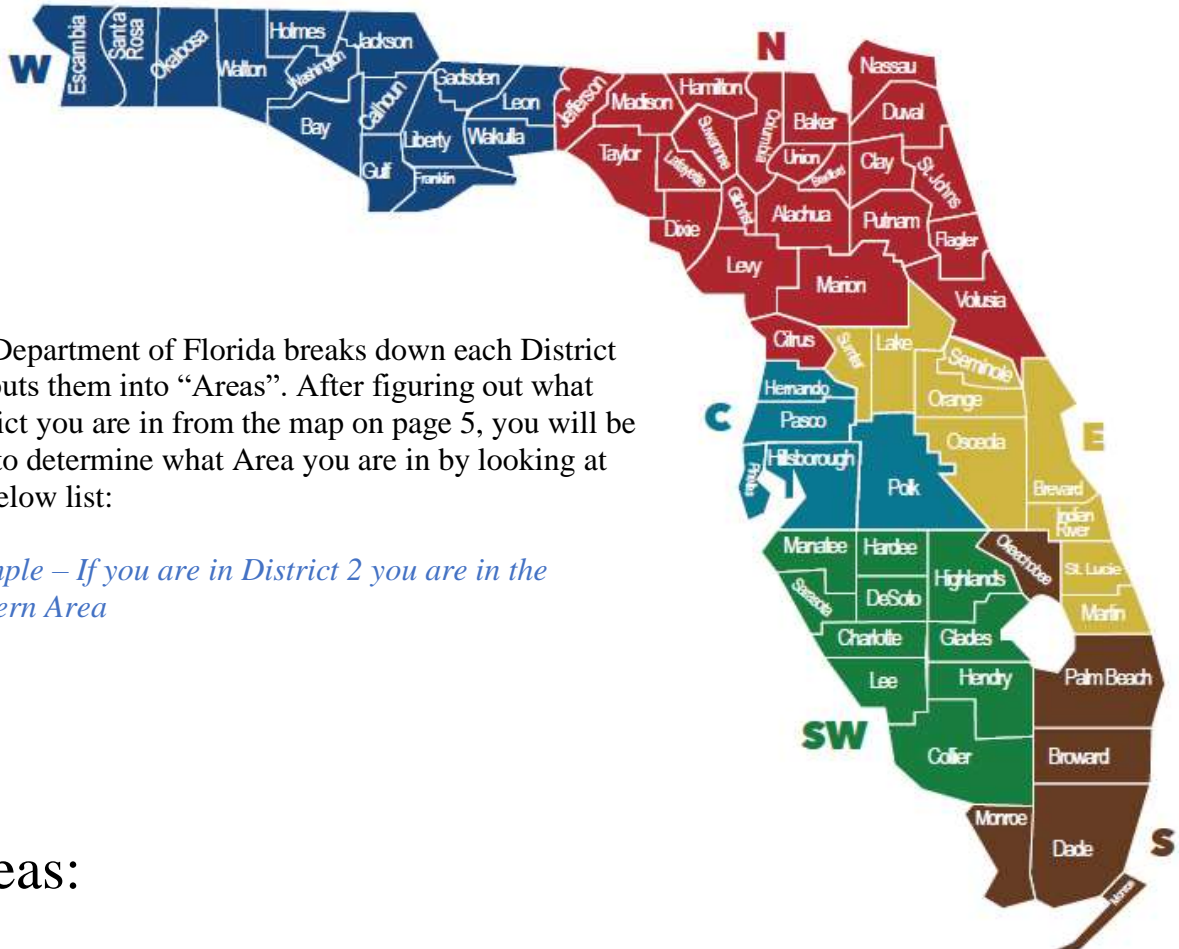 W
Escambia
Santa
Rosa
Okaloosa
Walton
Holmes
Washington
Jackson
Bay
Calhoun
Gulf
Gadsden
Liberty
Franklin
Leon
Wakulla
N
Jefferson
Madison
Taylor
Hamilton
Suwannee
Lafayette
Dixie
Columbia
Gilchrist
Baker
Union
Bradford
Nassau
Duval
Clay
St. Johns
Alachua
Putnam
Flagler
Levy
Marion
Volusia
Citrus
Department of Florida breaks down each District
puts them into “Areas”. After figuring out what
ict you are in from the map on page 5, you will be
to determine what Area you are in by looking at
elow list:
mple – If you are in District 2 you are in the
ern Area
eas:
Sumter
Lake
Seminole
Orange
Osceola
E
Brevard
Indian
River
St. Lucie
Martin
C
Hernando
Pasco
Pinellas
Hillsborough
Polk
SW
Manatee
Hardee
Highlands
Sarasota
DeSoto
Charlotte
Glades
Lee
Hendry
Collier
Okeechobee
Palm Beach
Broward
Monroe
Dade
S
Monroe